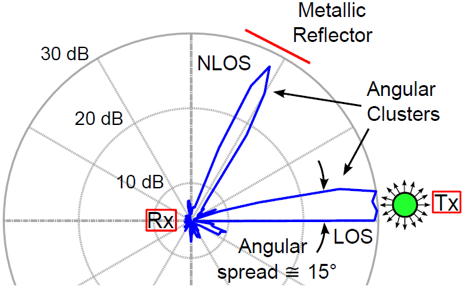 Metallic
Reflector
30 dB
NLOS
Angular
Clusters
20 dB
10 dB
Rx
Tx
LOS
Angular
spread ≅ 15°